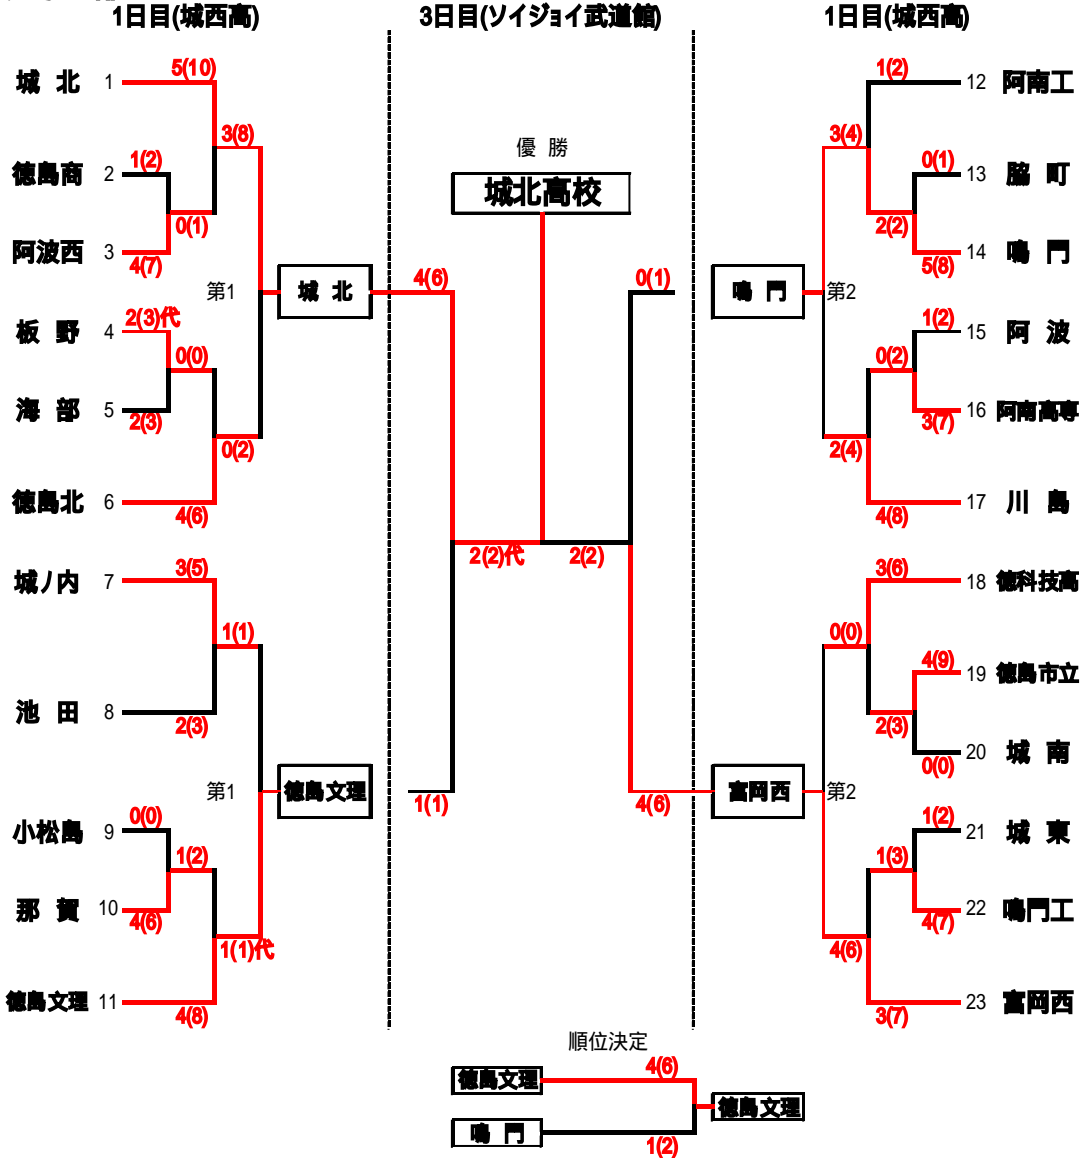 1日目(城西高)
3日目(ソイジョイ武道館)
1日目(城西高)
城 北 1 5(10)
3(8)
徳島商 2 1(2)
0(1)
阿波西 3 4(7)
第1 城 北
板 野 4 2(3)代
0(0)
海 部 5 2(3)
0(2)
徳島北 6 4(6)
城ノ内 7 3(5)
1(1)
池 田 8 2(3)
第1 徳島文理
小松島 9 0(0)
1(2)
那 賀 10 4(6)
1(1)代
徳島文理 11 4(8)
優 勝
城北高校
4(6)
0(1)
2(2)代
2(2)
1(1)
4(6)
1(2) 12 阿南工
3(4)
0(1) 13 脇 町
2(2)
5(8) 14 鳴 門
鳴 門 第2
1(2) 15 阿 波
0(2)
3(7) 16 阿南高専
2(4)
4(8) 17 川 島
3(6) 18 徳科技高
0(0)
4(9) 19 徳島市立
2(3)
0(0) 20 城 南
富岡西 第2
1(2) 21 城 東
1(3)
4(7) 22 鳴門工
4(6)
3(7) 23 富岡西
順位決定
徳島文理 4(6)
徳島文理
鳴 門 1(2)